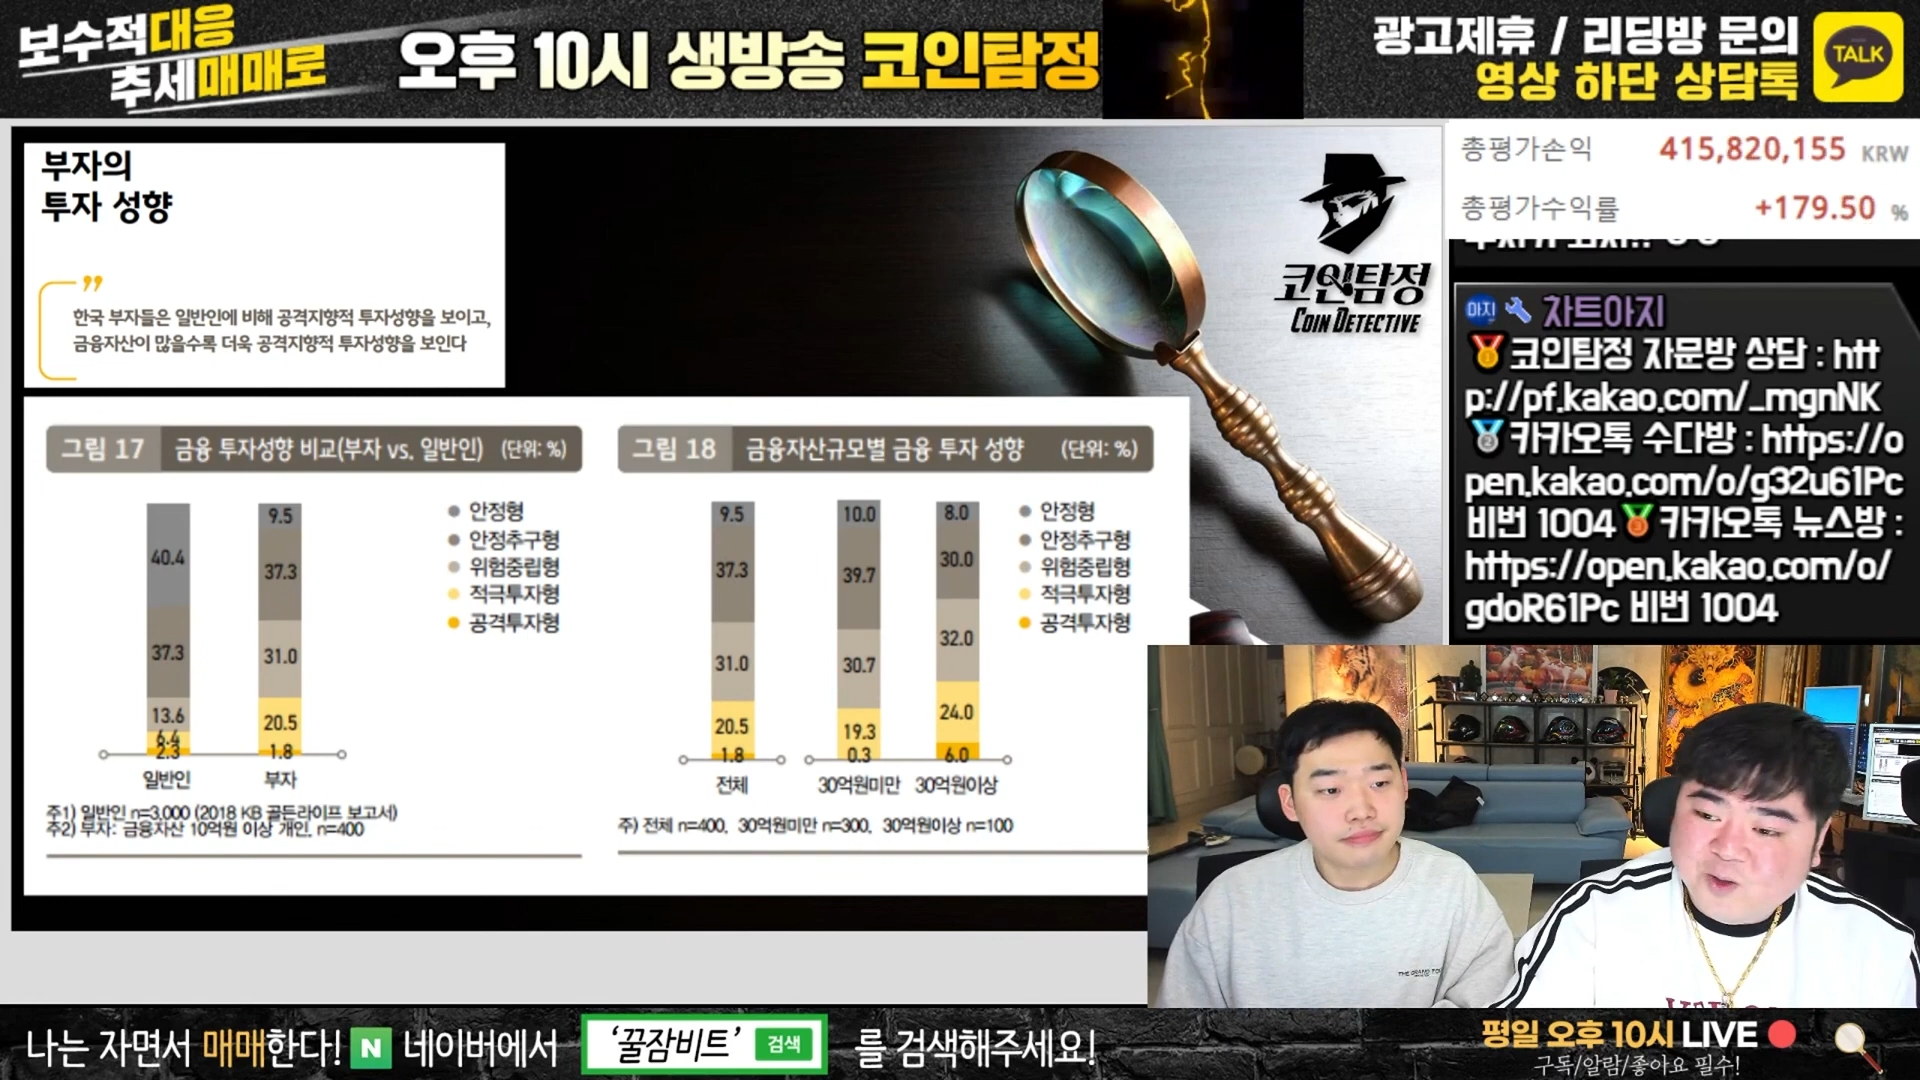 보수적대응
추세매매로
오후 10시 생방송 코인탐정
광고제휴 / 리딩방 문의
영상 하단 상담톡
TALK
부자의
투자 성향
”
한국 부자들은 일반인에 비해 공격지향적 투자성향을 보이고,
금융자산이 많을수록 더욱 공격지향적 투자성향을 보인다
코인탐정
COIN DETECTIVE
총평가손익 415,820,155 KRW
총평가수익률 +179.50 %
아지 차트아지
코인탐정 자문방 상담 : htt
p://pf.kakao.com/_mgnNK
카카오톡 수다방 : https://o
pen.kakao.com/o/g32u61Pc
비번 1004 카카오톡 뉴스방 :
https://open.kakao.com/o/
gdoR61Pc 비번 1004
그림 17 금융 투자성향 비교(부자 vs. 일반인) (단위: %)
40.4
37.3
13.6
6.4
2.3
일반인
9.5
37.3
31.0
20.5
1.8
부자
안정형
안정추구형
위험중립형
적극투자형
공격투자형
주1) 일반인 n=3,000 (2018 KB 골든라이프 보고서)
주2) 부자: 금융자산 10억원 이상 개인, n=400
그림 18 금융자산규모별 금융 투자 성향 (단위: %)
9.5
37.3
31.0
20.5
1.8
전체
10.0
39.7
30.7
19.3
0.3
30억원미만
8.0
30.0
32.0
24.0
6.0
30억원이상
안정형
안정추구형
위험중립형
적극투자형
공격투자형
주) 전체 n=400, 30억원미만 n=300, 30억원이상 n=100
나는 자면서 매매한다! N 네이버에서 ‘꿀잠비트’ 검색 를 검색해주세요!
평일 오후 10시 LIVE
구독/알람/좋아요 필수!